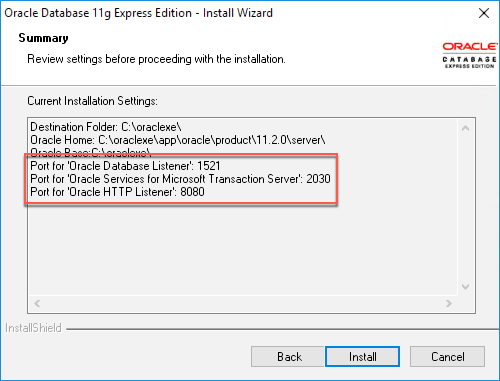 Oracle Database 11g Express Edition - Install Wizard
Summary
Review settings before proceeding with the installation.
ORACLE
DATABASE
EXPRESS EDITION
Current Installation Settings:
Destination Folder: C:\oraclexe\
Oracle Home: C:\oraclexe\app\oracle\product\11.2.0\server\
Oracle Base:C:\oraclexe\
Port for 'Oracle Database Listener': 1521
Port for 'Oracle Services for Microsoft Transaction Server': 2030
Port for 'Oracle HTTP Listener': 8080
InstallShield
Back
Install
Cancel